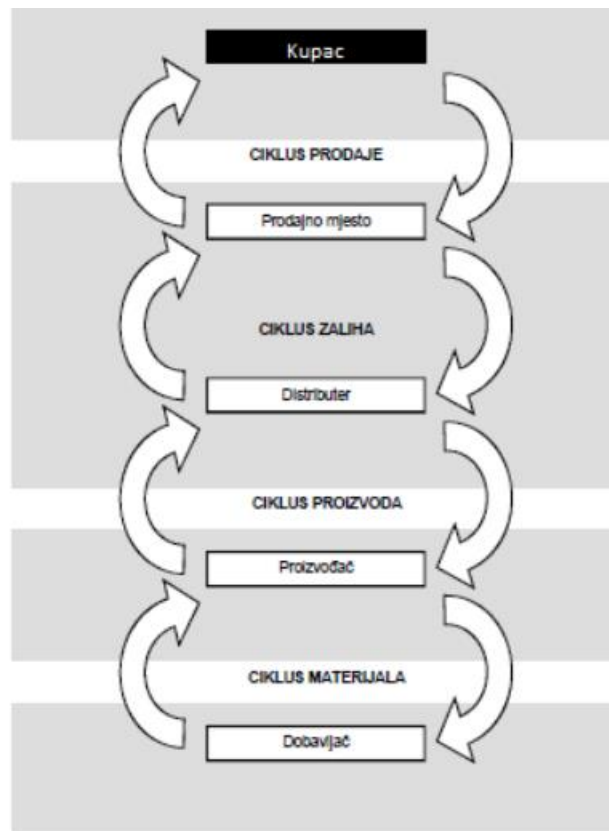 Kupac
CIKLUS PRODAJE
Prodajno mjesto
CIKLUS ZALIHA
Distributer
CIKLUS PROIZVODA
Proizvođač
CIKLUS MATERIJALA
Dobavljač